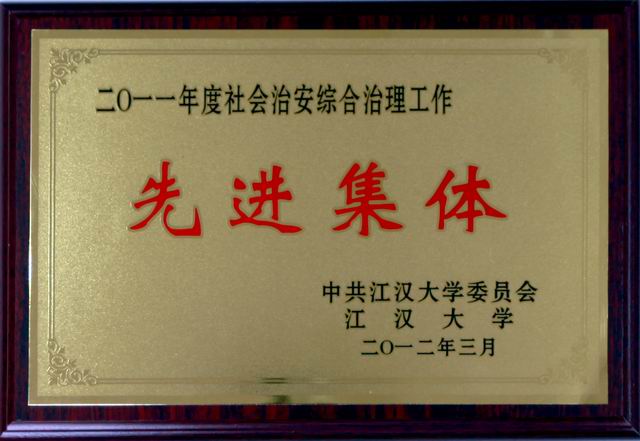 二〇一一年度社会治安综合治理工作
先进集体
中共江汉大学委员会
江汉大学
二〇一二年三月